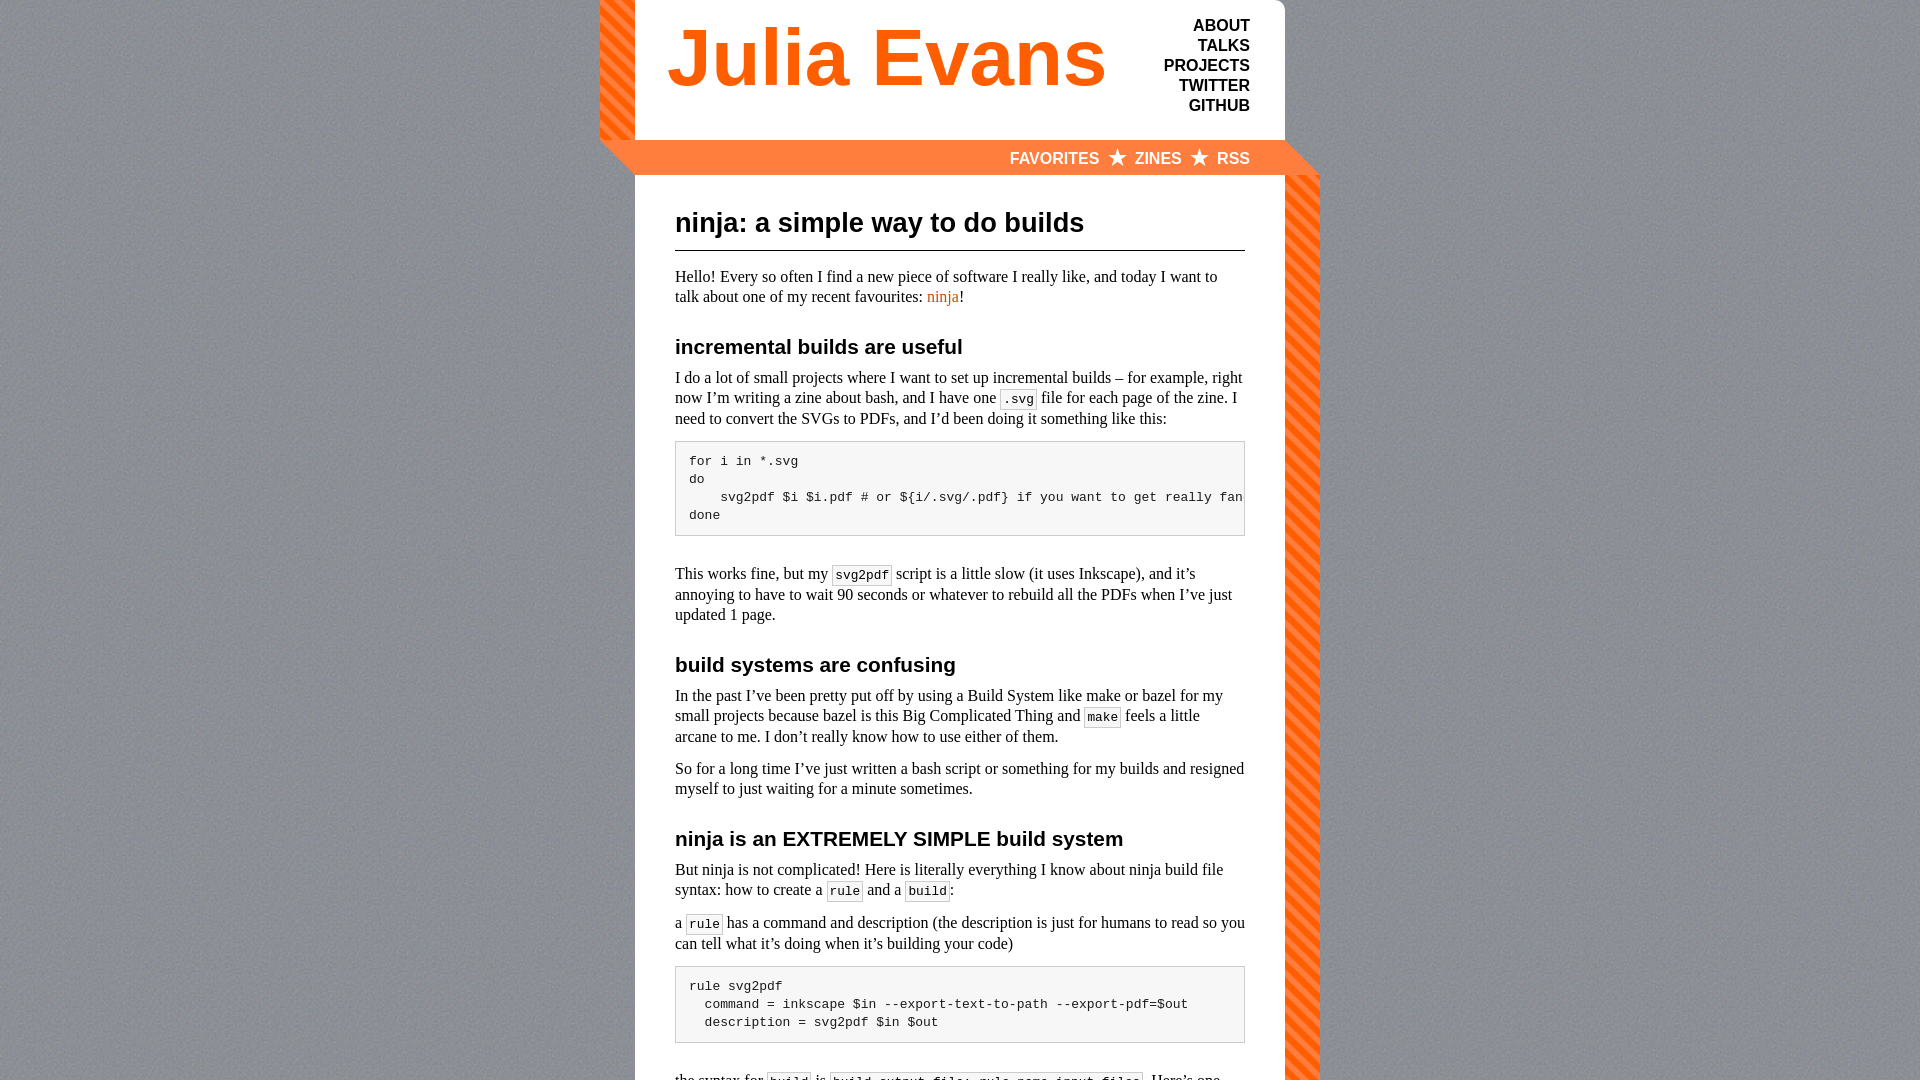 Julia Evans
ABOUT
TALKS
PROJECTS
TWITTER
GITHUB
FAVORITES ★ ZINES ★ RSS
ninja: a simple way to do builds
Hello! Every so often I find a new piece of software I really like, and today I want to
talk about one of my recent favourites: ninja!
incremental builds are useful
I do a lot of small projects where I want to set up incremental builds – for example, right
now I’m writing a zine about bash, and I have one .svg file for each page of the zine. I
need to convert the SVGs to PDFs, and I’d been doing it something like this:
for i in *.svg
do
    svg2pdf $i $i.pdf # or ${i/.svg/.pdf} if you want to get really fan
done
This works fine, but my svg2pdf script is a little slow (it uses Inkscape), and it’s
annoying to have to wait 90 seconds or whatever to rebuild all the PDFs when I’ve just
updated 1 page.
build systems are confusing
In the past I’ve been pretty put off by using a Build System like make or bazel for my
small projects because bazel is this Big Complicated Thing and make feels a little
arcane to me. I don’t really know how to use either of them.
So for a long time I’ve just written a bash script or something for my builds and resigned
myself to just waiting for a minute sometimes.
ninja is an EXTREMELY SIMPLE build system
But ninja is not complicated! Here is literally everything I know about ninja build file
syntax: how to create a rule and a build:
a rule has a command and description (the description is just for humans to read so you
can tell what it’s doing when it’s building your code)
rule svg2pdf
  command = inkscape $in --export-text-to-path --export-pdf=$out
  description = svg2pdf $in $out
the syntax for build is build output_file: rule_name input_files. Here’s one